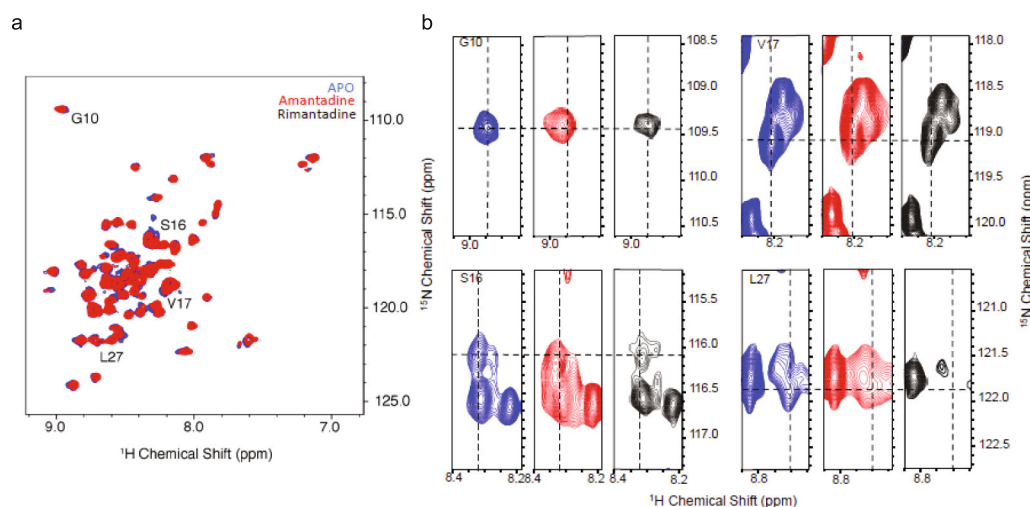 a
APO
Amantadine
Rimantadine
G10
S16
V17
L27
110.0
115.0
120.0
125.0
9.0
8.0
7.0
¹H Chemical Shift (ppm)
¹⁵N Chemical Shift (ppm)
b
G10
108.5
109.0
109.5
110.0
110.5
9.0
9.0
9.0
V17
118.0
118.5
119.0
119.5
120.0
8.2
8.2
8.2
S16
115.5
116.0
116.5
117.0
8.4
8.2
8.4
8.2
8.4
8.2
L27
121.0
121.5
122.0
122.5
8.8
8.8
8.8
¹⁵N Chemical Shift (ppm)
¹H Chemical Shift (ppm)